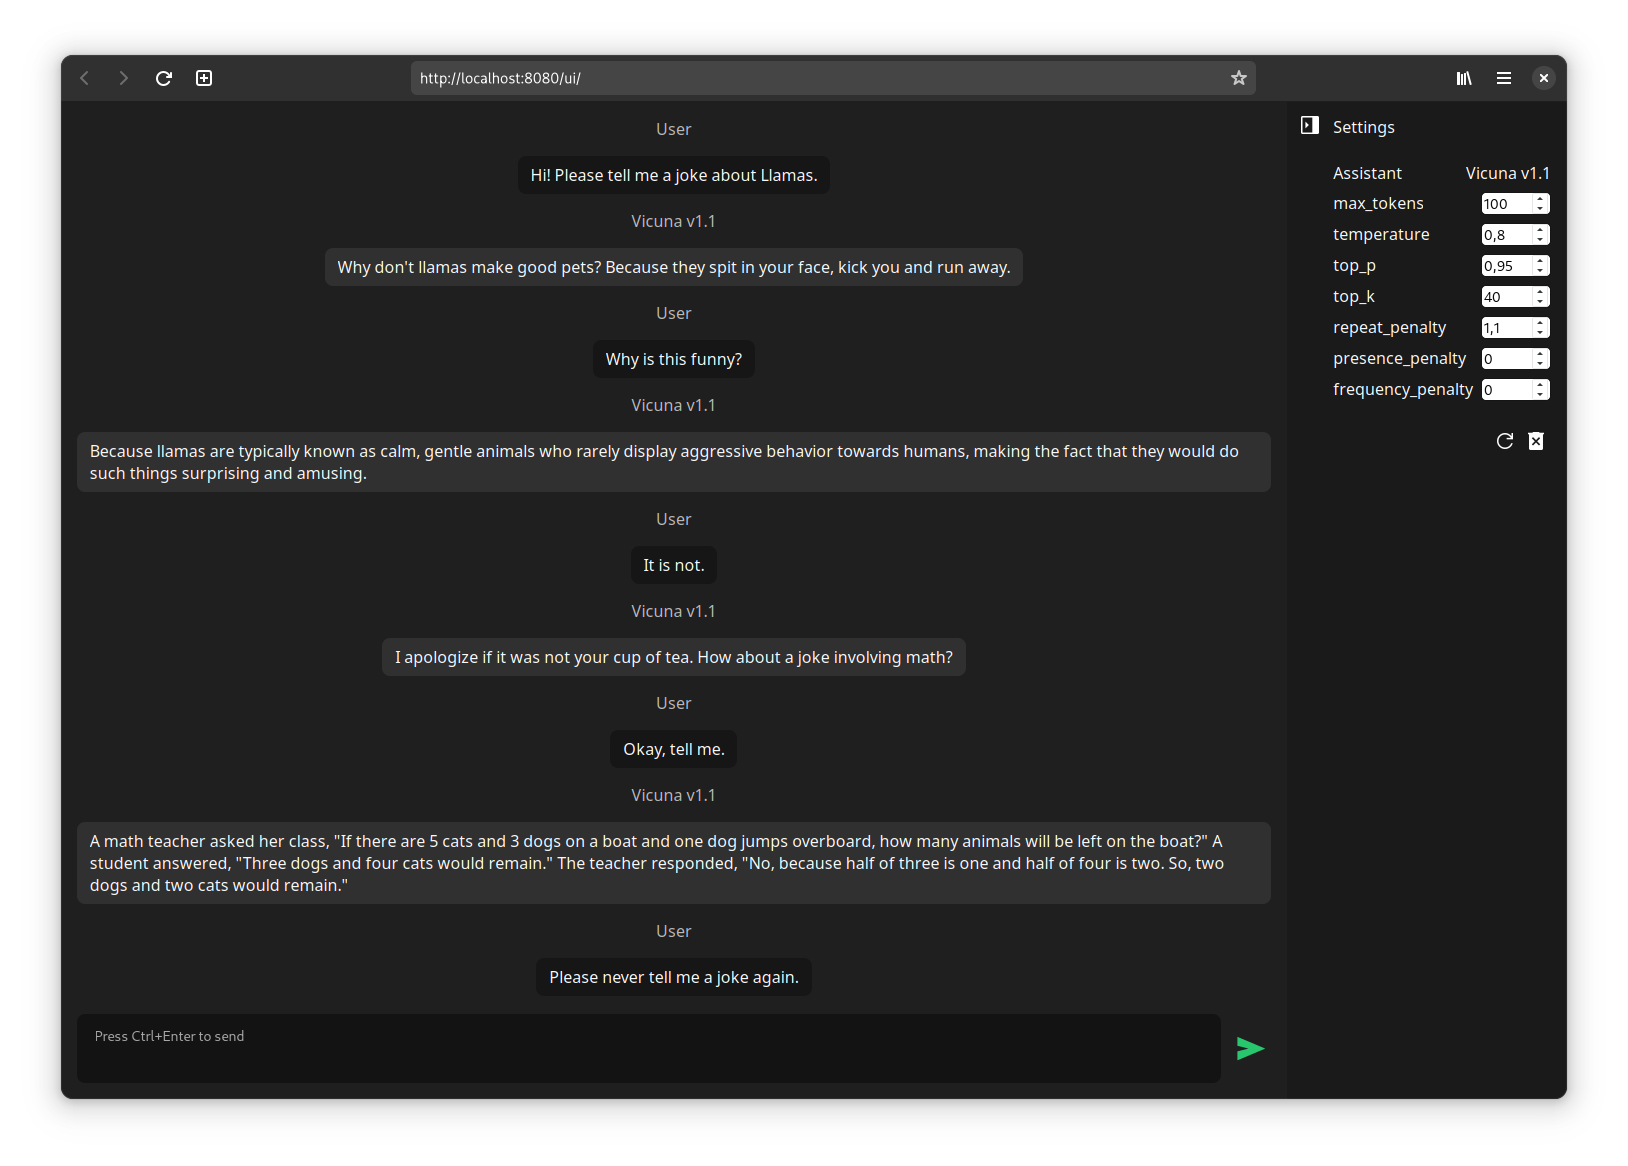 http://localhost:8080/ui/
User
Hi! Please tell me a joke about Llamas.
Vicuna v1.1
Why don't llamas make good pets? Because they spit in your face, kick you and run away.
User
Why is this funny?
Vicuna v1.1
Because llamas are typically known as calm, gentle animals who rarely display aggressive behavior towards humans, making the fact that they would do
such things surprising and amusing.
User
It is not.
Vicuna v1.1
I apologize if it was not your cup of tea. How about a joke involving math?
User
Okay, tell me.
Vicuna v1.1
A math teacher asked her class, "If there are 5 cats and 3 dogs on a boat and one dog jumps overboard, how many animals will be left on the boat?" A
student answered, "Three dogs and four cats would remain." The teacher responded, "No, because half of three is one and half of four is two. So, two
dogs and two cats would remain."
User
Please never tell me a joke again.
Press Ctrl+Enter to send
Settings
Assistant Vicuna v1.1
max_tokens 100
temperature 0,8
top_p 0,95
top_k 40
repeat_penalty 1,1
presence_penalty 0
frequency_penalty 0